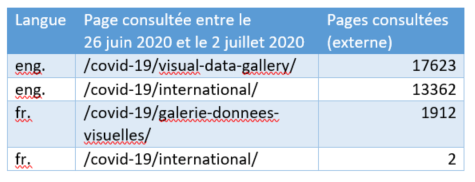 Langue Page consultée entre le Pages consultées
26 juin 2020 et le 2 juillet 2020 (externe)
eng. /covid-19/visual-data-gallery/ 17623
eng. /covid-19/international/ 13362
fr. /covid-19/galerie-donnees- 1912
visuelles/
fr. /covid-19/international/ 2